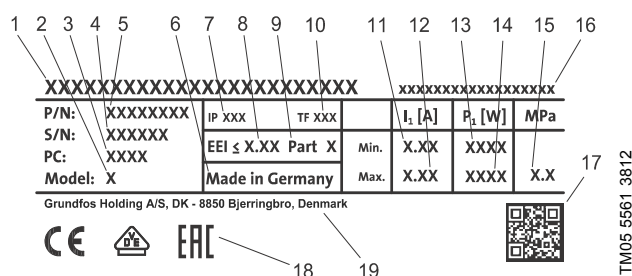 1 2 3 4 5 6 7 8 9 10 11 12 13 14 15 16
XXXXXXXXXXXXXXXXXXXXXXXX XXXXXXXXXXXXXXXXXX
P/N: XXXXXXXX IP XXX TF XXX I₁ [A] P₁ [W] MPa
S/N: XXXXXX EEI ≤ X.XX Part X Min. X.XX XXXX
PC: XXXX
Model: X Made in Germany Max. X.XX XXXX X.X 17
Grundfos Holding A/S, DK - 8850 Bjerringbro, Denmark
CE VDE EAC
18 19
TM05 5561 3812